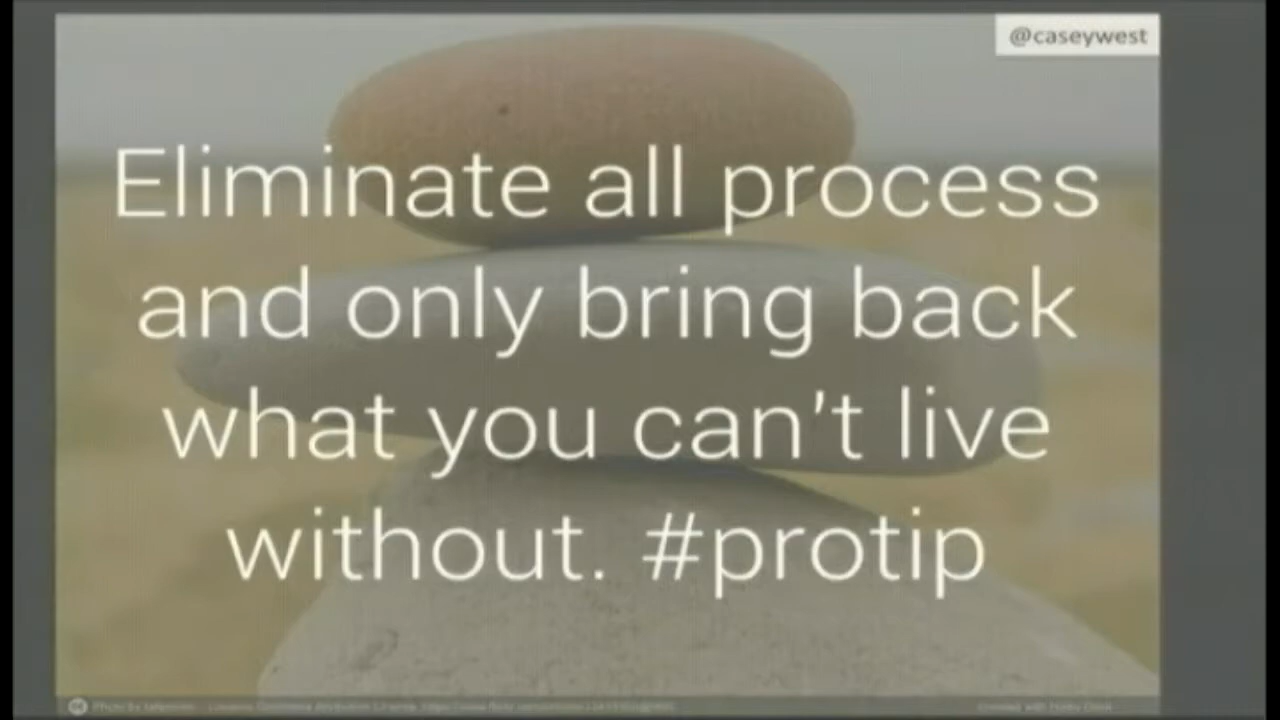 @caseywest
Eliminate all process
and only bring back
what you can't live
without. #protip